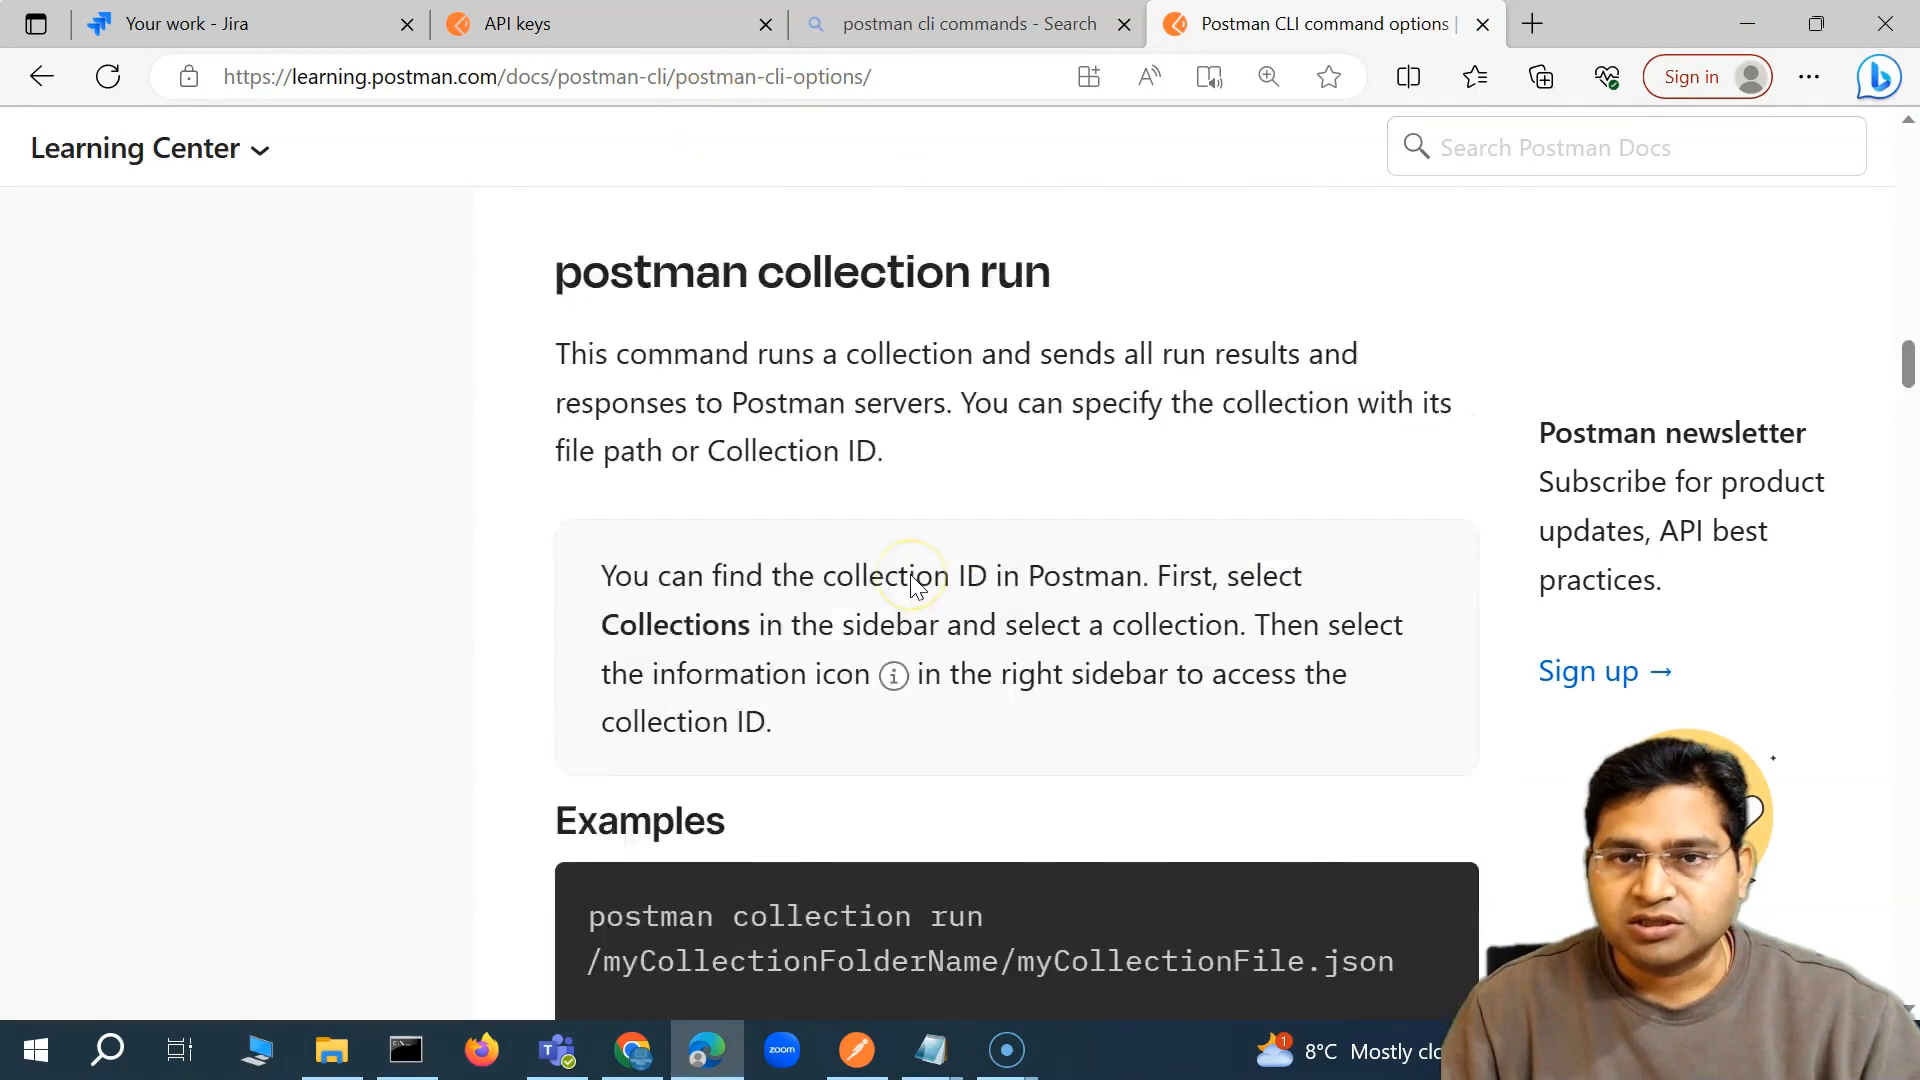 Your work - Jira
API keys
postman cli commands - Search
Postman CLI command options |
https://learning.postman.com/docs/postman-cli/postman-cli-options/
Sign in
Learning Center
Search Postman Docs
postman collection run
This command runs a collection and sends all run results and
responses to Postman servers. You can specify the collection with its
file path or Collection ID.
You can find the collection ID in Postman. First, select
Collections in the sidebar and select a collection. Then select
the information icon i in the right sidebar to access the
collection ID.
Examples
postman collection run
/myCollectionFolderName/myCollectionFile.json
Postman newsletter
Subscribe for product
updates, API best
practices.
Sign up →
zoom
1
8°C Mostly clo